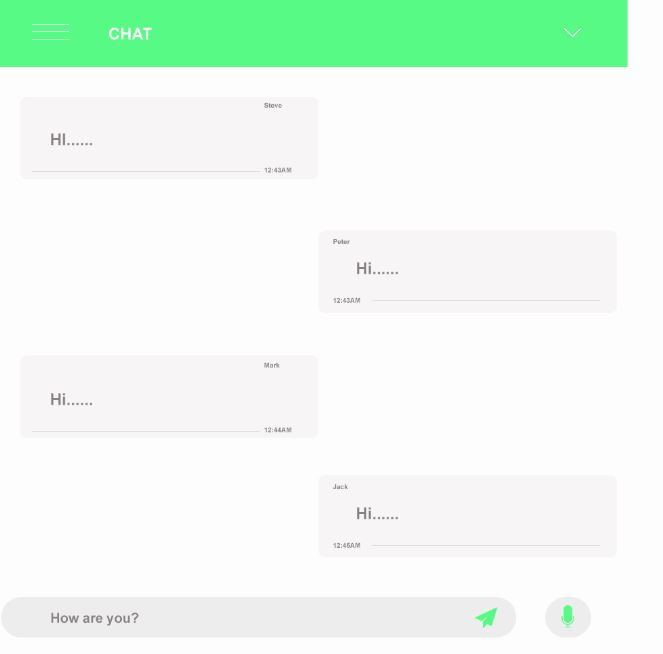 CHAT
Steve
HI......
12:43AM
Peter
Hi......
12:43AM
Mark
Hi......
12:44AM
Jack
Hi......
12:45AM
How are you?